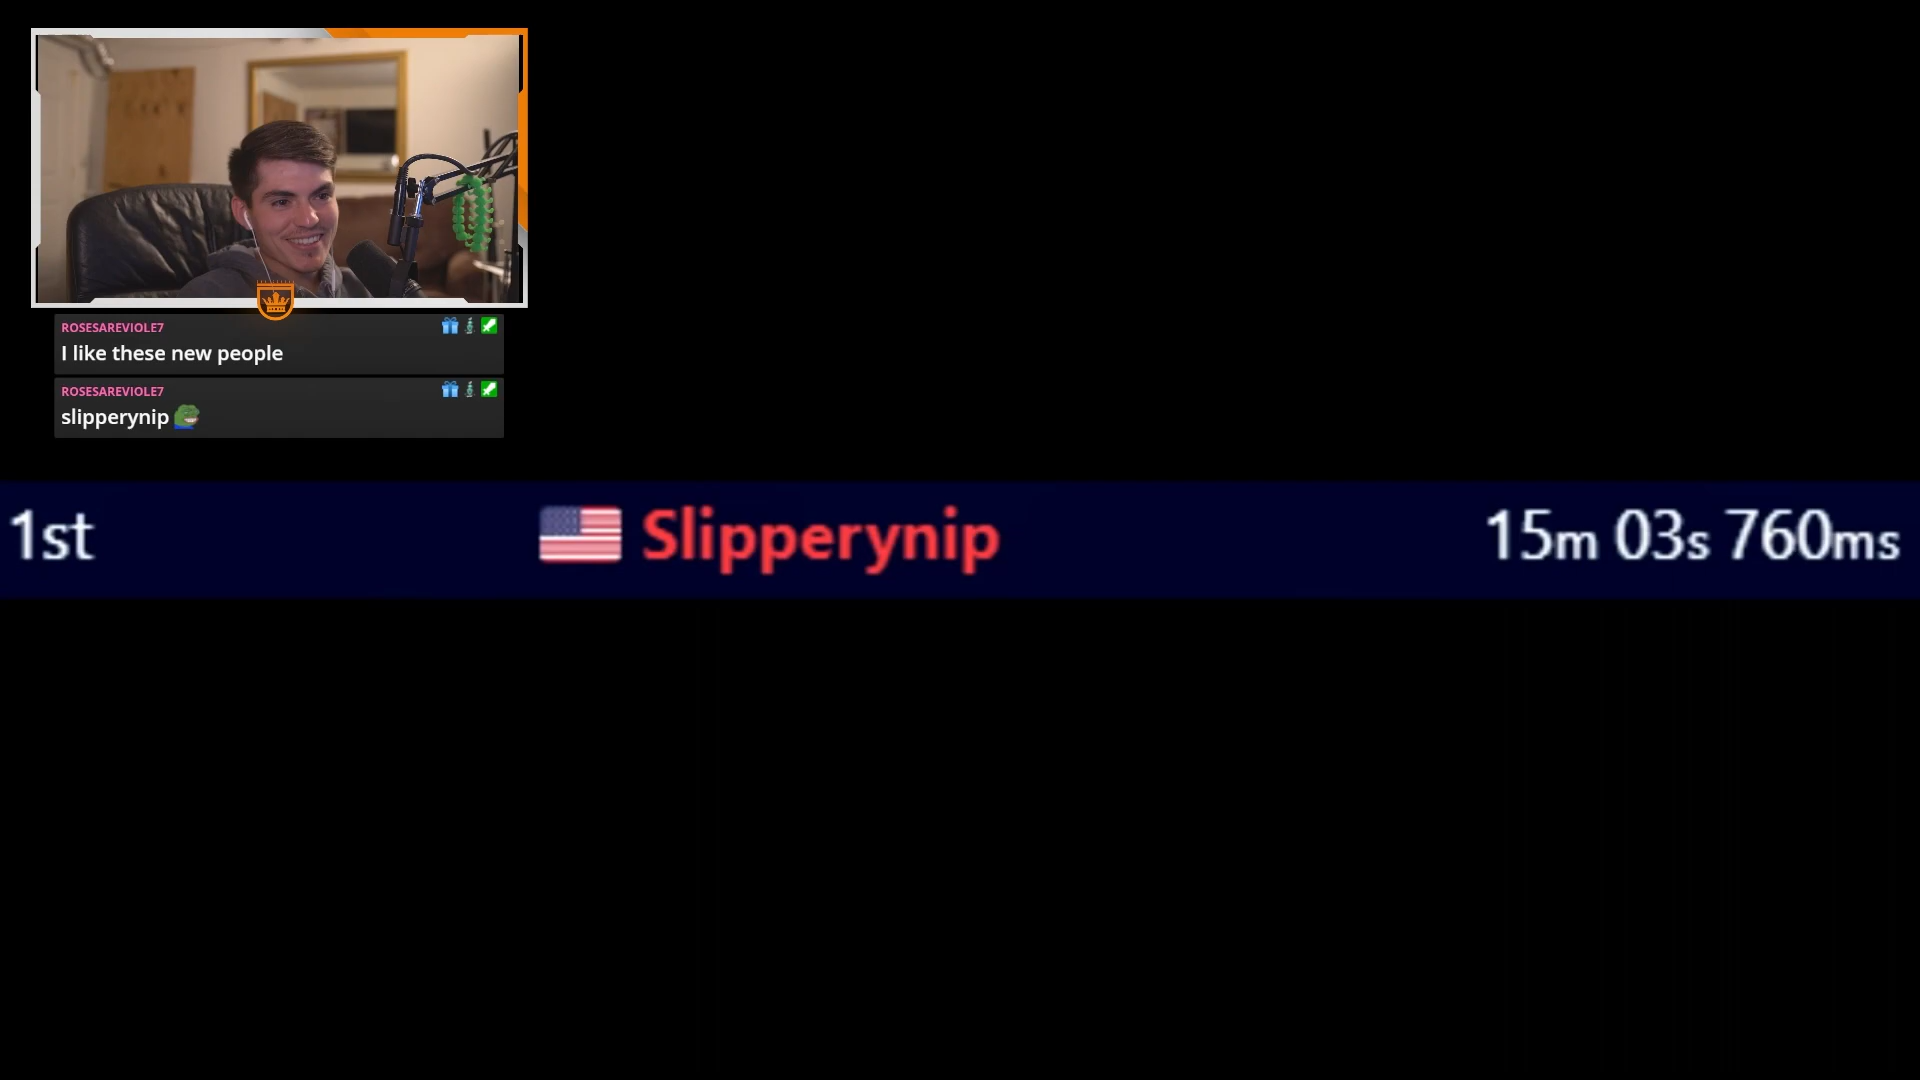 ROSESAREVIOLE7
I like these new people
ROSESAREVIOLE7
slipperynip
1st Slipperynip 15m 03s 760ms